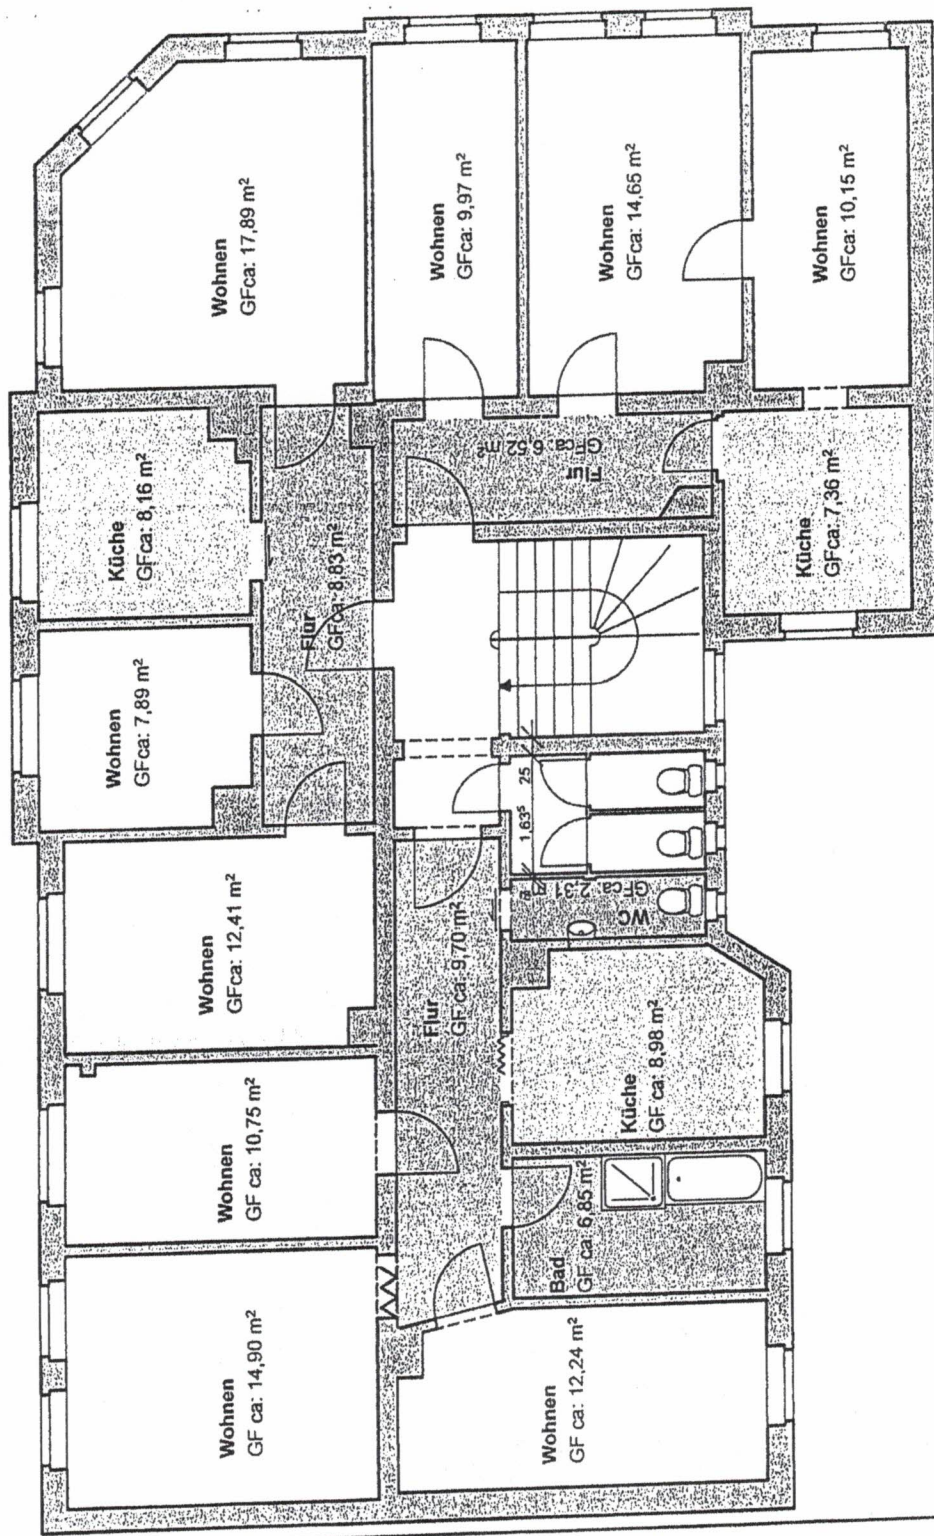 Wohnen
GFca: 17,89 m²
Wohnen
GFca: 9,97 m²
Wohnen
GFca: 14,65 m²
Wohnen
GFca: 10,15 m²
Küche
GFca: 8,16 m²
Flur
GFca: 8,83 m²
Flur
GFca: 6,52 m²
Küche
GFca: 7,36 m²
Wohnen
GFca: 7,89 m²
Wohnen
GFca: 12,41 m²
Flur
GF ca: 9,70 m²
25
1,63⁵
WC
GF ca: 2,31
Wohnen
GF ca: 10,75 m²
Küche
GF ca: 8,98 m²
Bad
GF ca: 6,85 m²
Wohnen
GF ca: 14,90 m²
Wohnen
GF ca: 12,24 m²